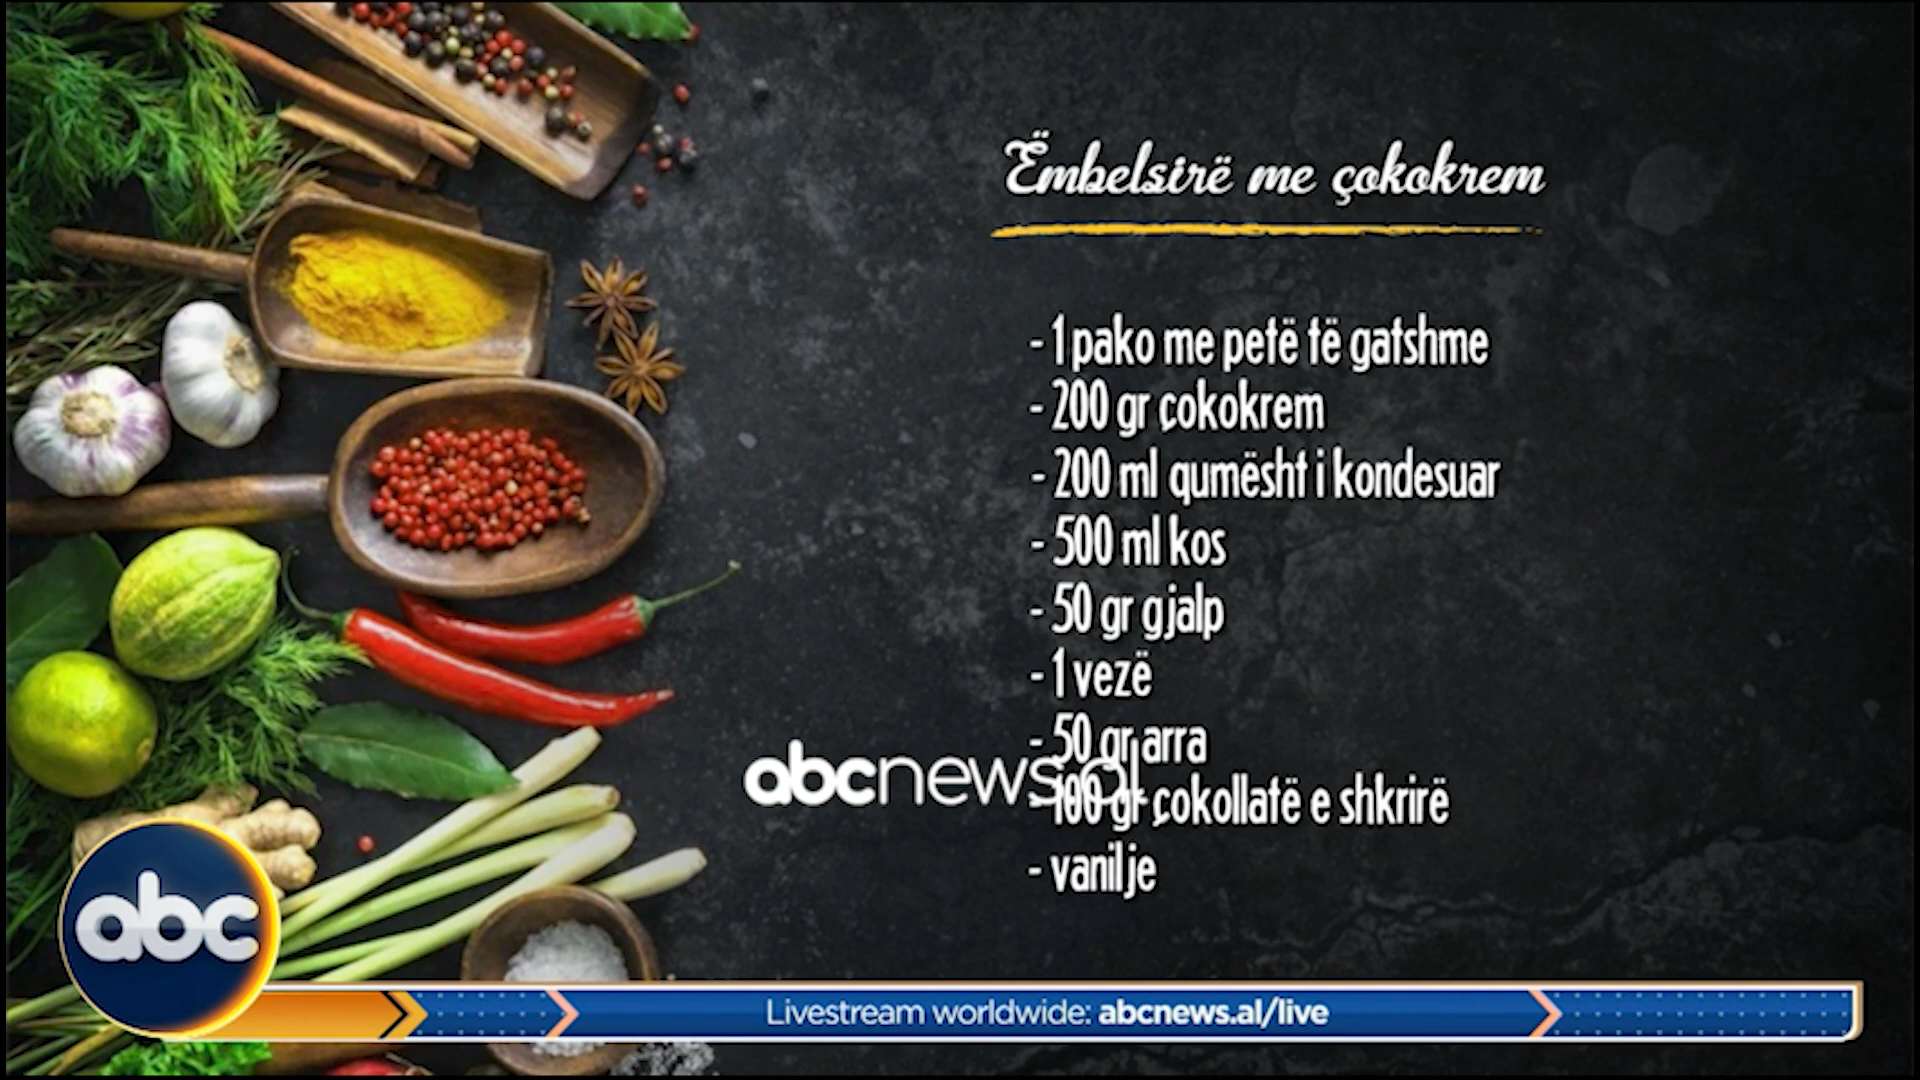 Ëmbelsirë me çokokrem
- 1 pako me petë të gatshme
- 200 gr çokokrem
- 200 ml qumësht i kondesuar
- 500 ml kos
- 50 gr gjalp
- 1 vezë
- 50 gr arra
- 100 gr çokollatë e shkrirë
- vanilje
abcnews.al
abc
Livestream worldwide: abcnews.al/live